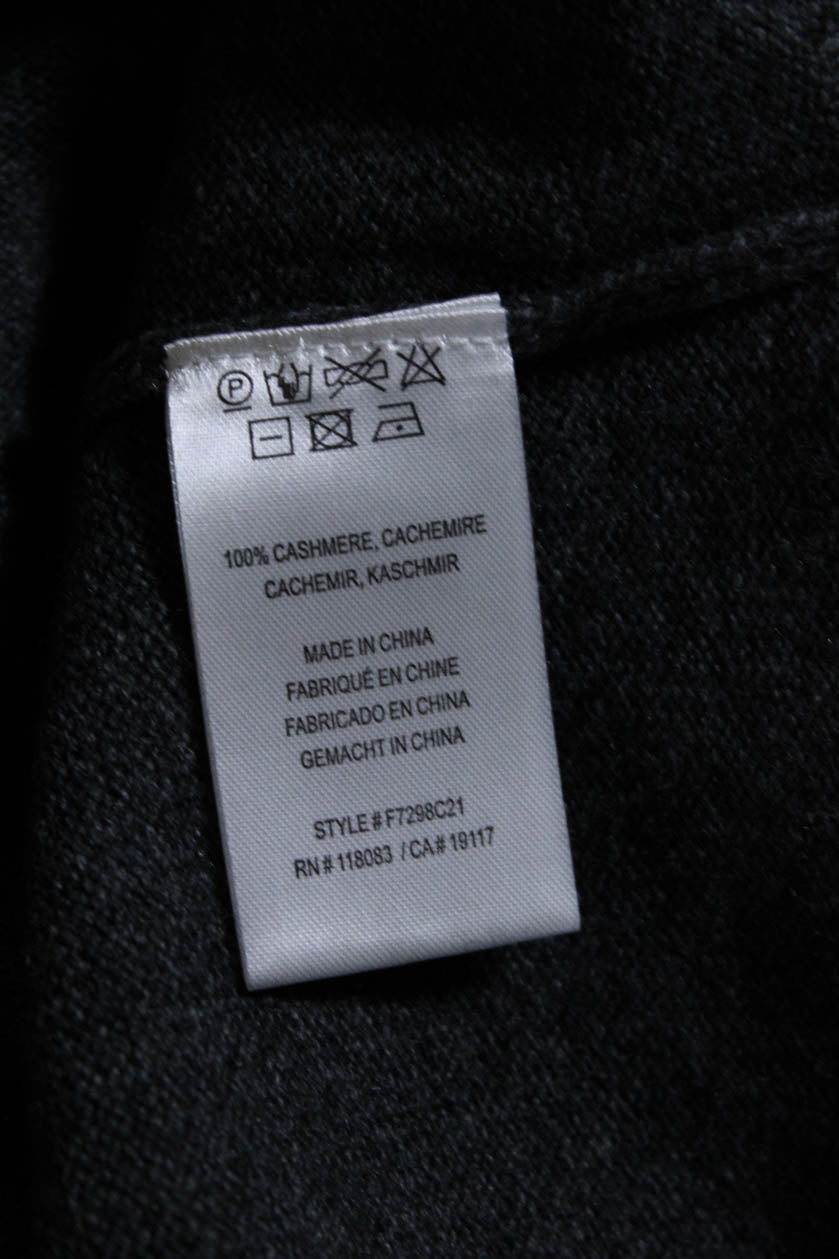 P
100% CASHMERE, CACHEMIRE
CACHEMIR, KASCHMIR
MADE IN CHINA
FABRIQUÉ EN CHINE
FABRICADO EN CHINA
GEMACHT IN CHINA
STYLE # F7298C21
RN # 118083 / CA # 19117